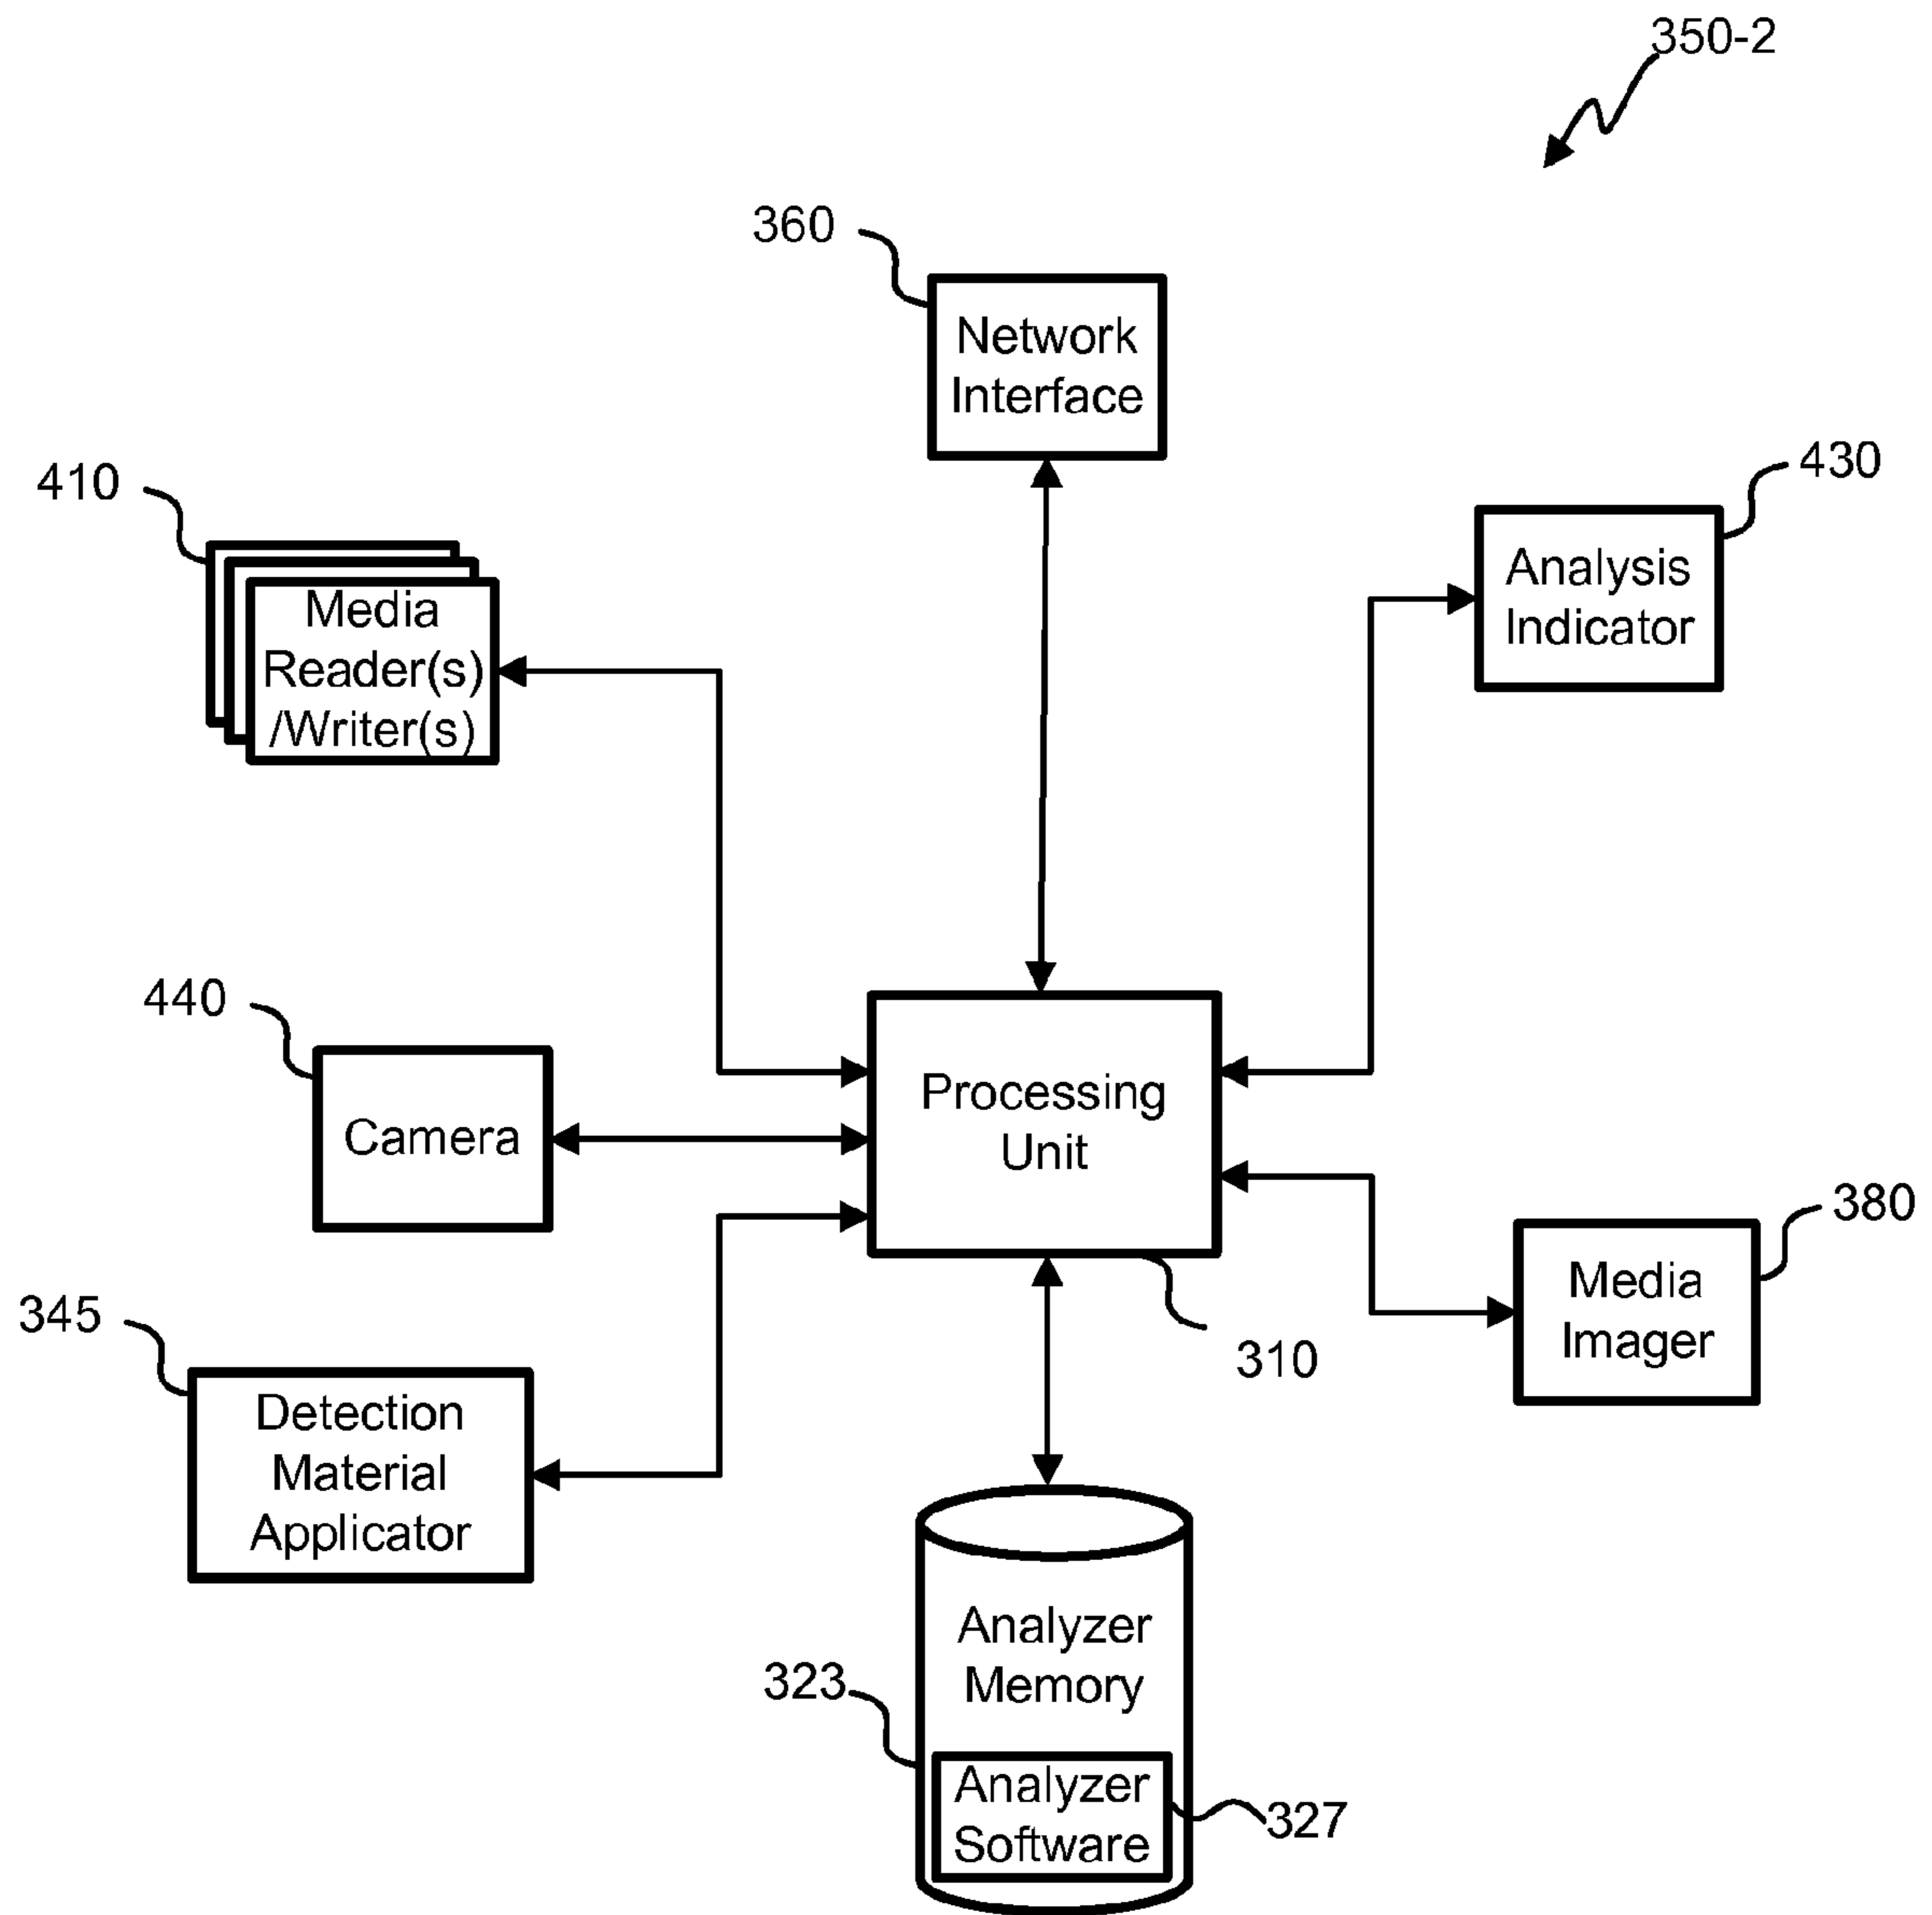 350-2
360
Network
Interface
410
430
Media
Reader(s)
/Writer(s)
Analysis
Indicator
440
Camera
Processing
Unit
380
Media
Imager
345
310
Detection
Material
Applicator
Analyzer
Memory
323
Analyzer
Software
327